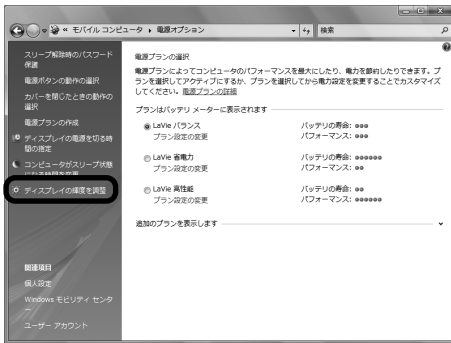 « モバイル コンピュータ ▸ 電源オプション
検索
スリープ解除時のパスワード
保護
電源ボタンの動作の選択
カバーを閉じたときの動作の
選択
電源プランの作成
ディスプレイの電源を切る時
間の指定
コンピュータがスリープ状態
になる時間を変更
ディスプレイの輝度を調整
関連項目
個人設定
Windows モビリティ センタ
ー
ユーザー アカウント
電源プランの選択
電源プランによってコンピュータのパフォーマンスを最大にしたり、電力を節約したりできます。プ
ランを選択してアクティブにするか、プランを選択してから電力設定を変更することでカスタマイズ
してください。電源プランの詳細
プランはバッテリ メーターに表示されます
LaVie バランス バッテリの寿命:
プラン設定の変更 パフォーマンス:
LaVie 省電力 バッテリの寿命:
プラン設定の変更 パフォーマンス:
LaVie 高性能 バッテリの寿命:
プラン設定の変更 パフォーマンス:
追加のプランを表示します